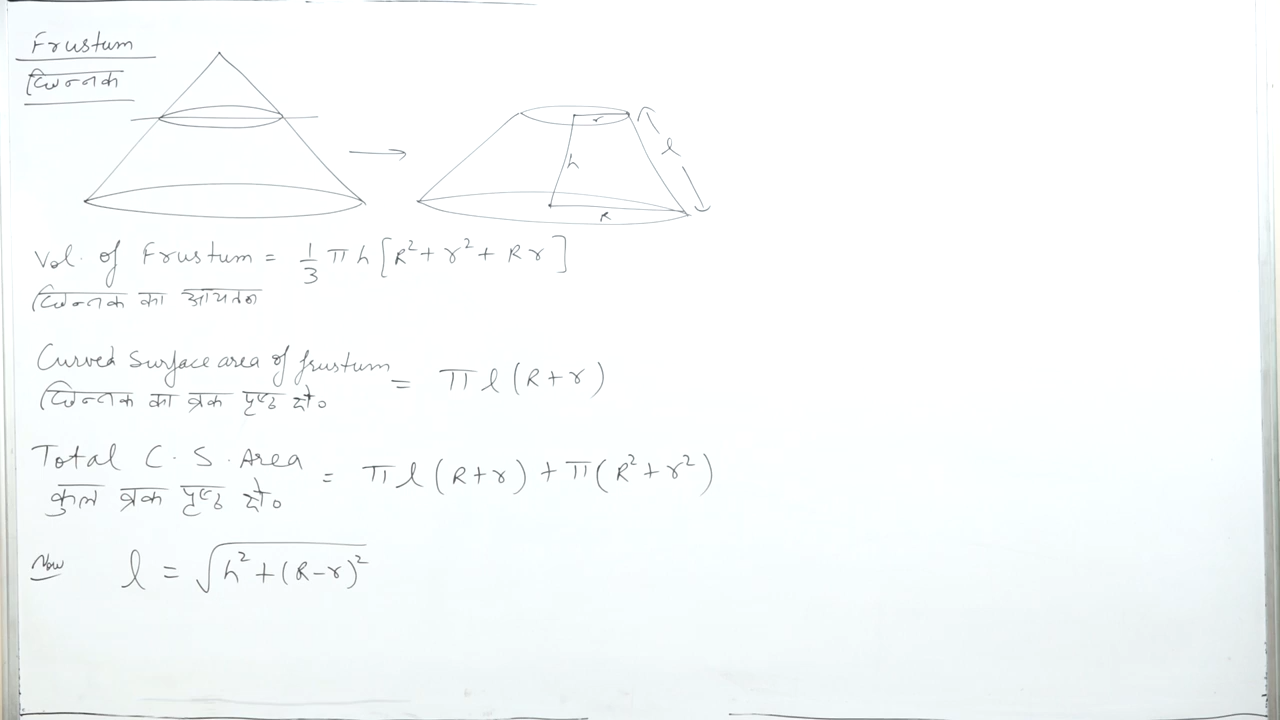 Frustum
छिन्नक
r
h
l
R
Vol. of Frustum = 1/3 π h [R² + r² + Rr]
छिन्नक का आयतन
Curved Surface area of frustum = π l (R + r)
छिन्नक का वक्र पृष्ठ क्षे०
Total C.S. Area = π l (R + r) + π (R² + r²)
कुल वक्र पृष्ठ क्षे०
Now l = √(h² + (R - r)²)